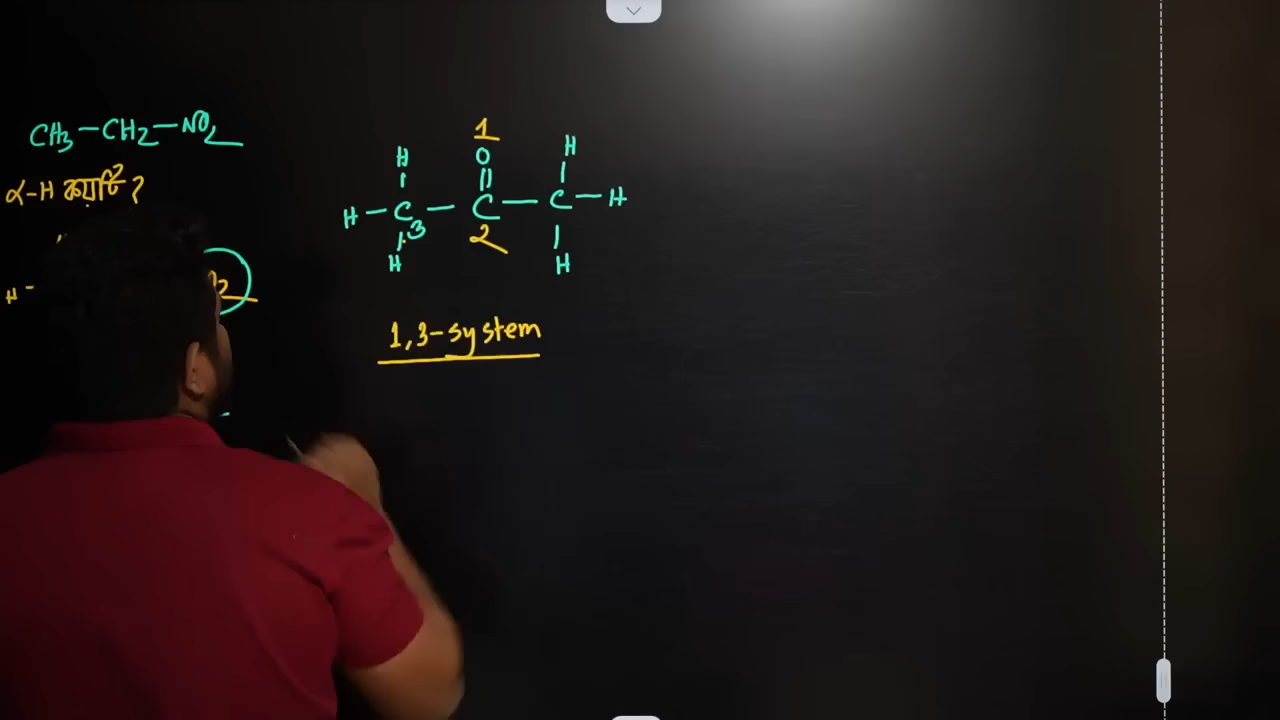 CH3-CH2-NO2
α-H কয়টি?
H-
1
H O H
H-C-C-C-H
3 2
H H
1,3-system